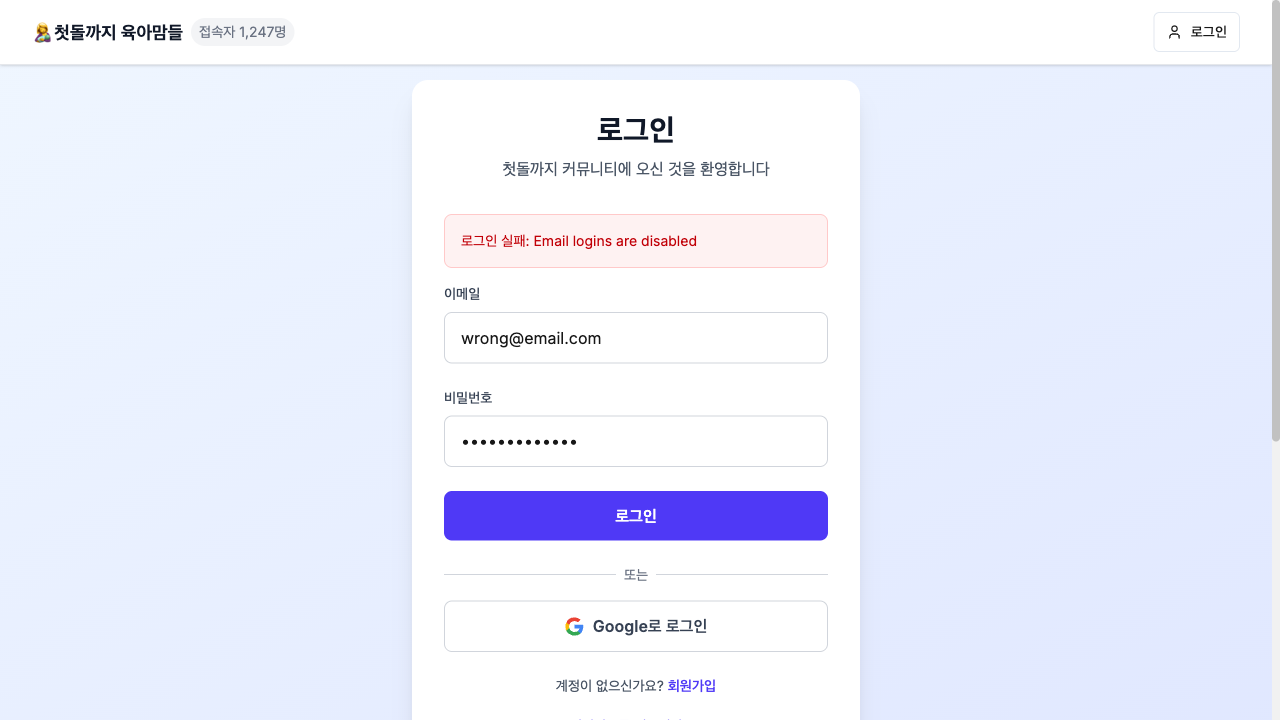 첫돌까지 육아맘들 접속자 1,247명
로그인
로그인
첫돌까지 커뮤니티에 오신 것을 환영합니다
로그인 실패: Email logins are disabled
이메일
wrong@email.com
비밀번호
•••••••••••••
로그인
또는
Google로 로그인
계정이 없으신가요? 회원가입